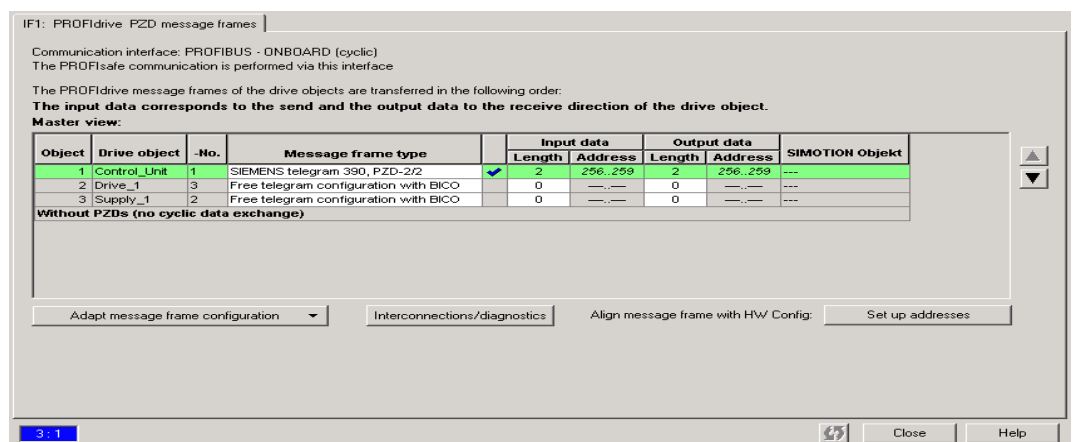 IF1: PROFIdrive PZD message frames
Communication interface: PROFIBUS - ONBOARD (cyclic)
The PROFIsafe communication is performed via this interface
The PROFIdrive message frames of the drive objects are transferred in the following order:
The input data corresponds to the send and the output data to the receive direction of the drive object.
Master view:
Object Drive object -No. Message frame type Input data Output data SIMOTION Objekt
Length Address Length Address
1 Control_Unit 1 SIEMENS telegram 390, PZD-2/2 2 256..259 2 256..259 ---
2 Drive_1 3 Free telegram configuration with BICO 0 ---..--- 0 ---..--- ---
3 Supply_1 2 Free telegram configuration with BICO 0 ---..--- 0 ---..--- ---
Without PZDs (no cyclic data exchange)
Adapt message frame configuration Interconnections/diagnostics Align message frame with HW Config: Set up addresses
3 : 1 Close Help